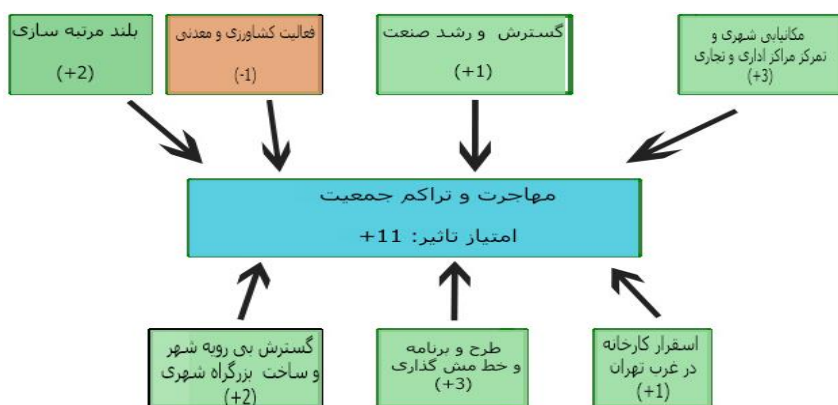 مکانیابی شهری و
تمرکز مراکز اداری و تجاری
(+3)
گسترش و رشد صنعت
(+1)
فعالیت کشاورزی و معدنی
(-1)
بلند مرتبه سازی
(+2)
مهاجرت و تراکم جمعیت
امتیاز تاثیر: 11+
اسقرار کارخانه
در غرب تهران
(+1)
طرح و برنامه
و خط مش گذاری
(+3)
گسترش بی رویه شهر
و ساخت بزرگراه شهری
(+2)